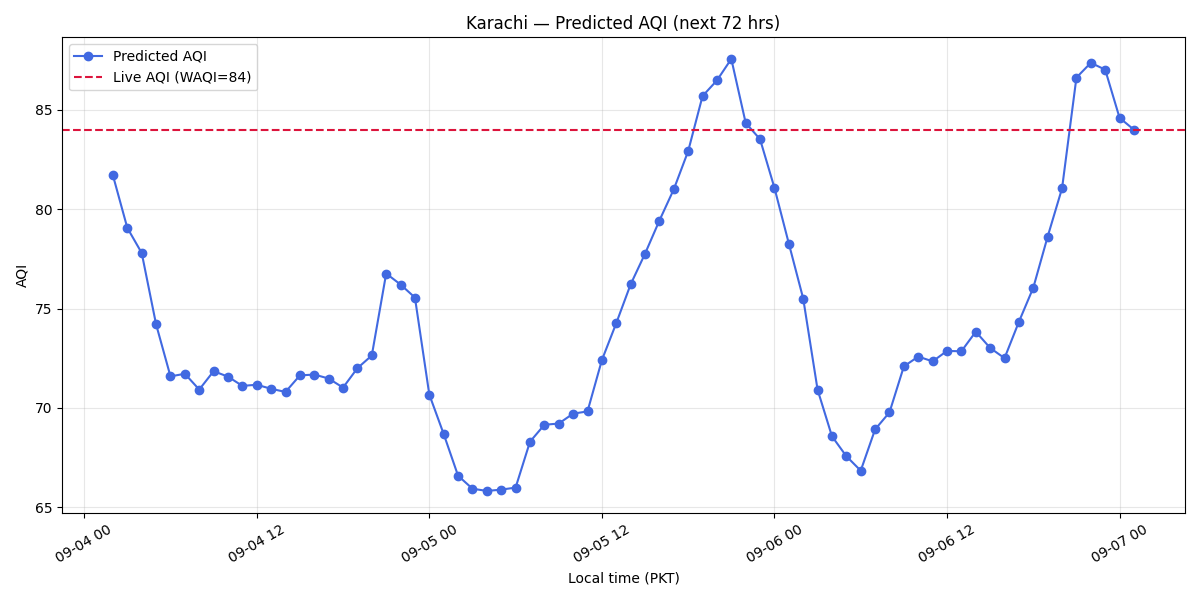 Karachi — Predicted AQI (next 72 hrs)
Predicted AQI
Live AQI (WAQI=84)
AQI
85
80
75
70
65
09-04 00
09-04 12
09-05 00
09-05 12
09-06 00
09-06 12
09-07 00
Local time (PKT)